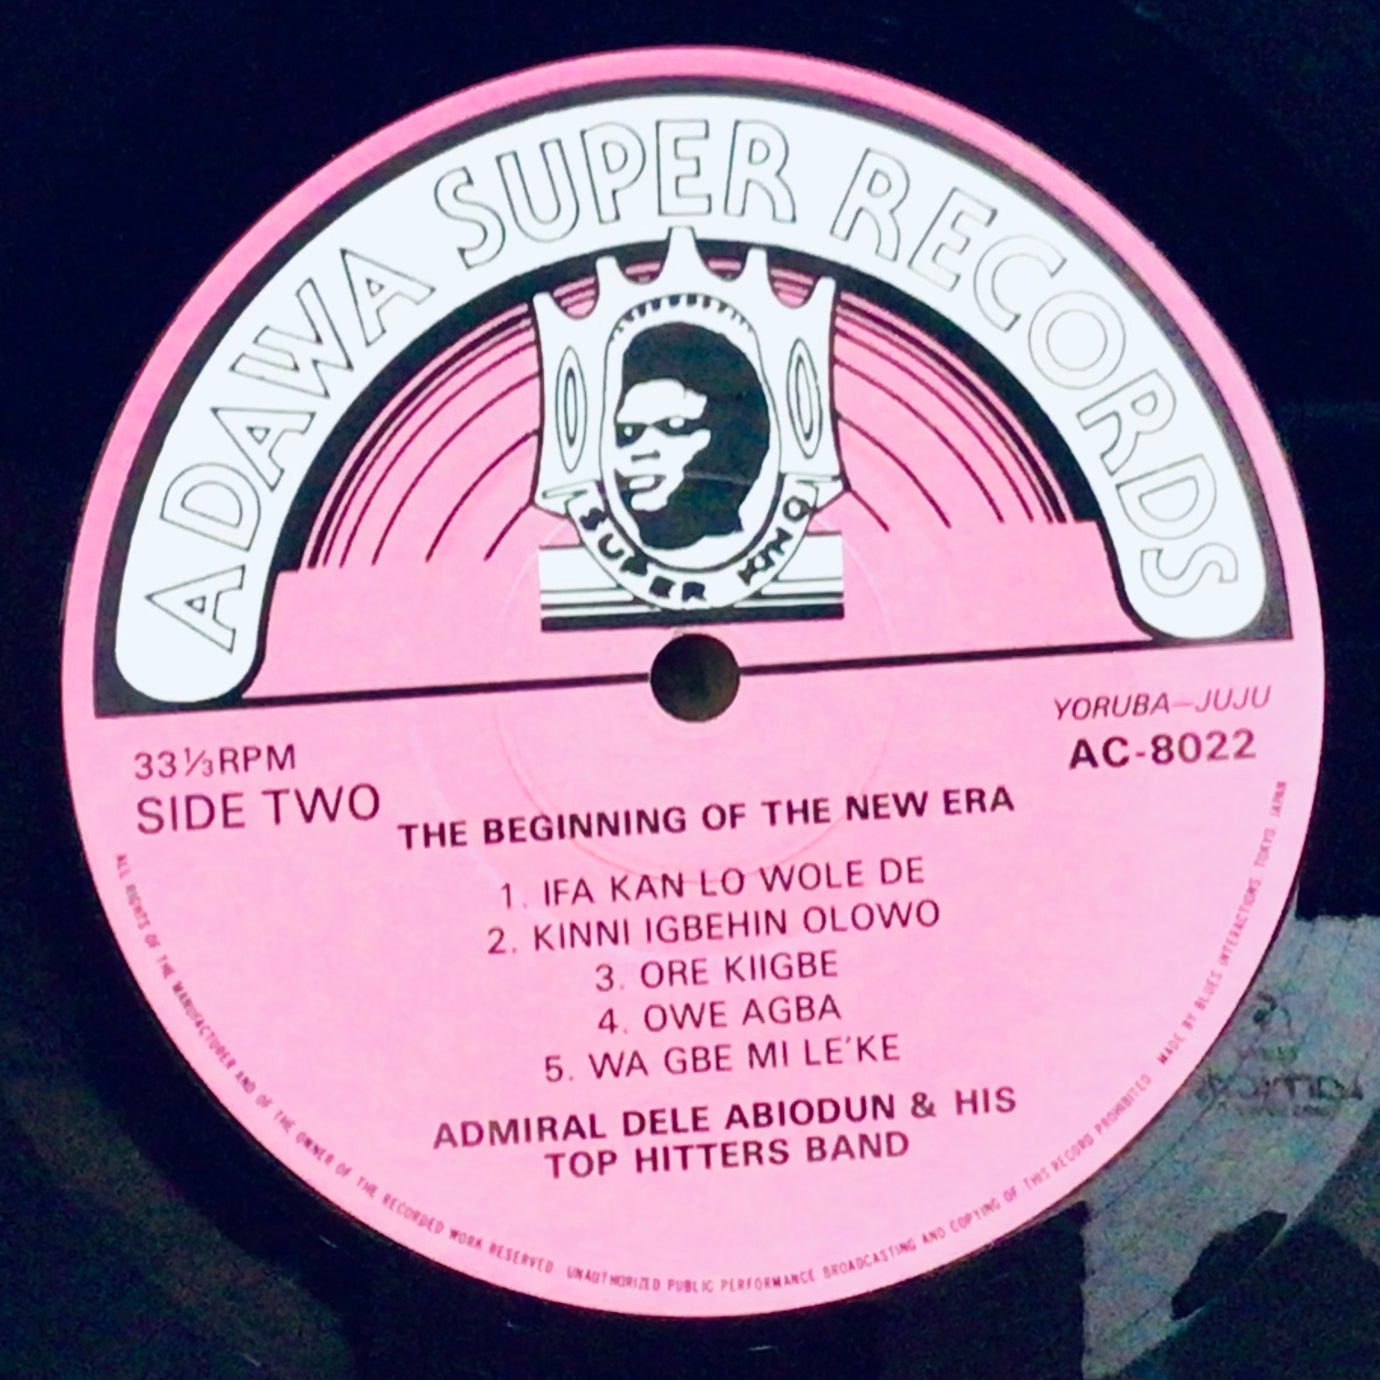 ADAWA SUPER RECORDS
SUPER KING
33⅓RPM
SIDE TWO
YORUBA—JUJU
AC-8022
THE BEGINNING OF THE NEW ERA
1. IFA KAN LO WOLE DE
2. KINNI IGBEHIN OLOWO
3. ORE KIIGBE
4. OWE AGBA
5. WA GBE MI LE'KE
ADMIRAL DELE ABIODUN & HIS
TOP HITTERS BAND
ALL RIGHTS OF THE MANUFACTURER AND OF THE OWNER OF THE RECORDED WORK RESERVED UNAUTHORIZED PUBLIC PERFORMANCE BROADCASTING AND COPYING OF THIS RECORD PROHIBITED MADE BY BLUES INTERACTIONS, TOKYO, JAPAN